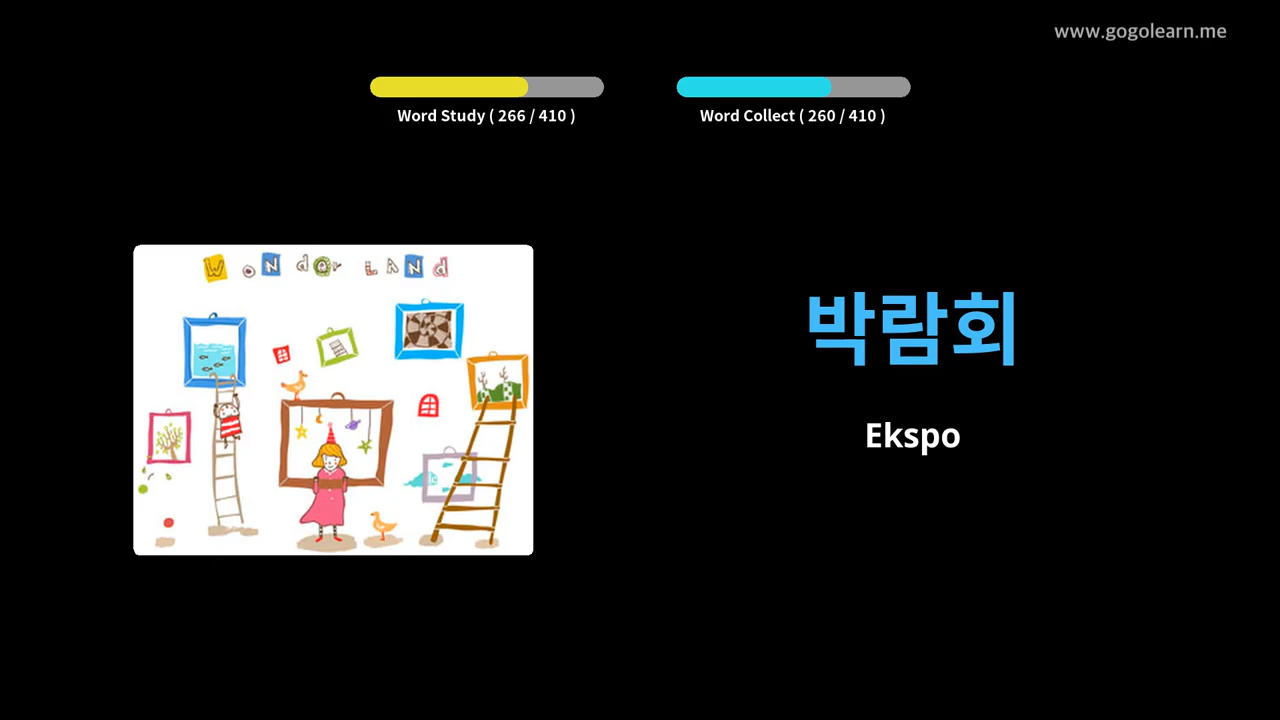 www.gogolearn.me
Word Study ( 266 / 410 )
Word Collect ( 260 / 410 )
WoNder LANd
박람회
Ekspo